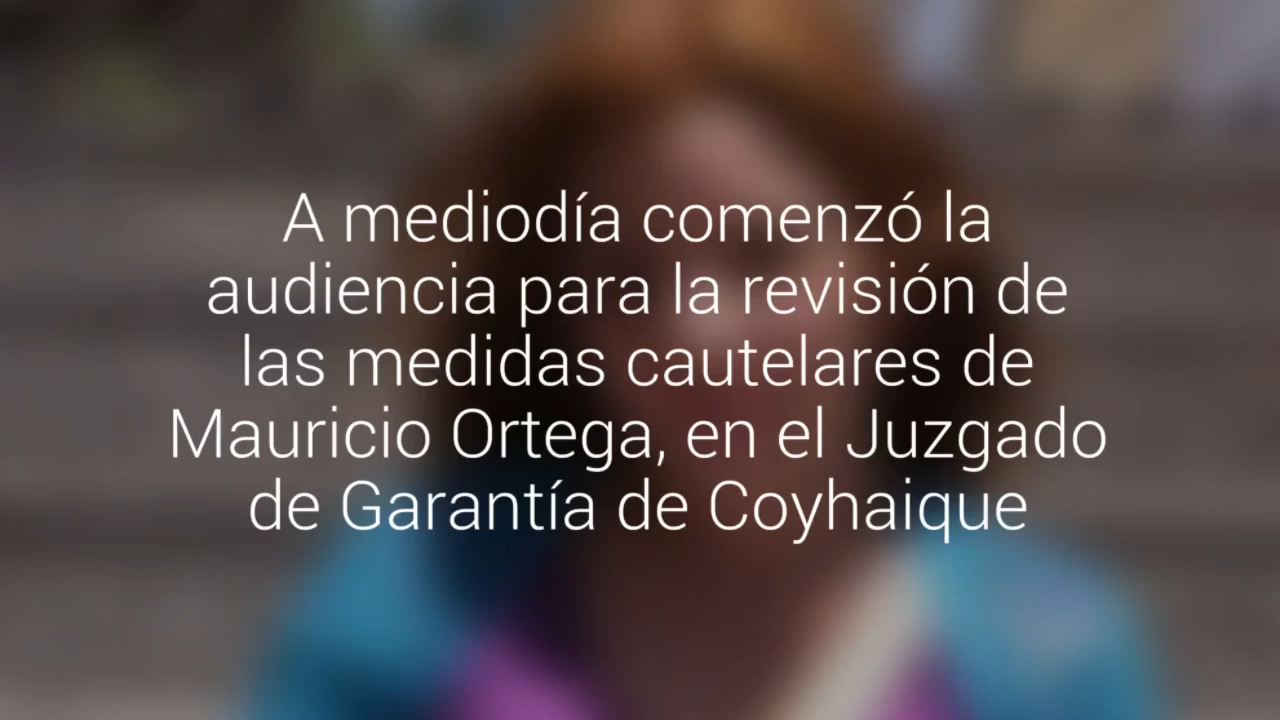 A mediodía comenzó la
audiencia para la revisión de
las medidas cautelares de
Mauricio Ortega, en el Juzgado
de Garantía de Coyhaique